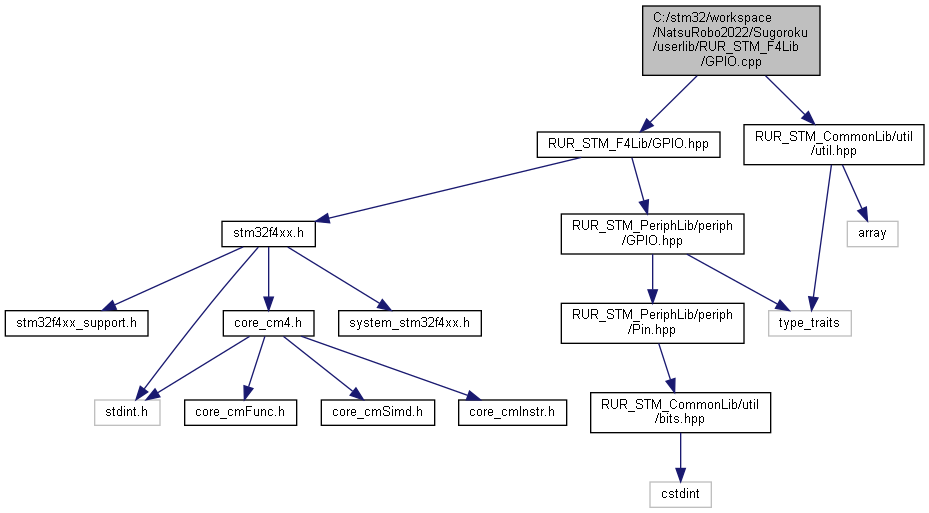 C:/stm32/workspace
/NatsuRobo2022/Sugoroku
/userlib/RUR_STM_F4Lib
/GPIO.cpp
RUR_STM_F4Lib/GPIO.hpp
RUR_STM_CommonLib/util
/util.hpp
stm32f4xx.h
RUR_STM_PeriphLib/periph
/GPIO.hpp
array
stm32f4xx_support.h
core_cm4.h
system_stm32f4xx.h
RUR_STM_PeriphLib/periph
/Pin.hpp
type_traits
stdint.h
core_cmFunc.h
core_cmSimd.h
core_cmInstr.h
RUR_STM_CommonLib/util
/bits.hpp
cstdint